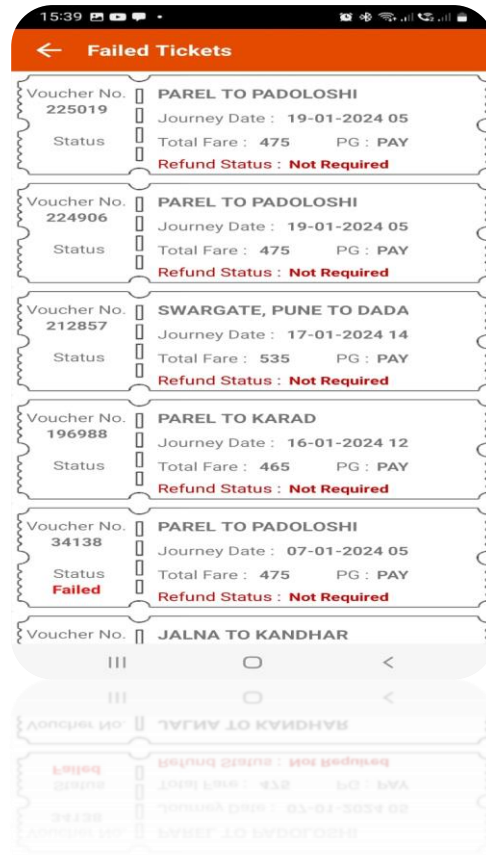 15:39
Failed Tickets
Voucher No.
225019
Status
PAREL TO PADOLOSHI
Journey Date : 19-01-2024 05
Total Fare : 475 PG : PAY
Refund Status : Not Required
Voucher No.
224906
Status
PAREL TO PADOLOSHI
Journey Date : 19-01-2024 05
Total Fare : 475 PG : PAY
Refund Status : Not Required
Voucher No.
212857
Status
SWARGATE, PUNE TO DADA
Journey Date : 17-01-2024 14
Total Fare : 535 PG : PAY
Refund Status : Not Required
Voucher No.
196988
Status
PAREL TO KARAD
Journey Date : 16-01-2024 12
Total Fare : 465 PG : PAY
Refund Status : Not Required
Voucher No.
34138
Status
Failed
PAREL TO PADOLOSHI
Journey Date : 07-01-2024 05
Total Fare : 475 PG : PAY
Refund Status : Not Required
Voucher No.
JALNA TO KANDHAR